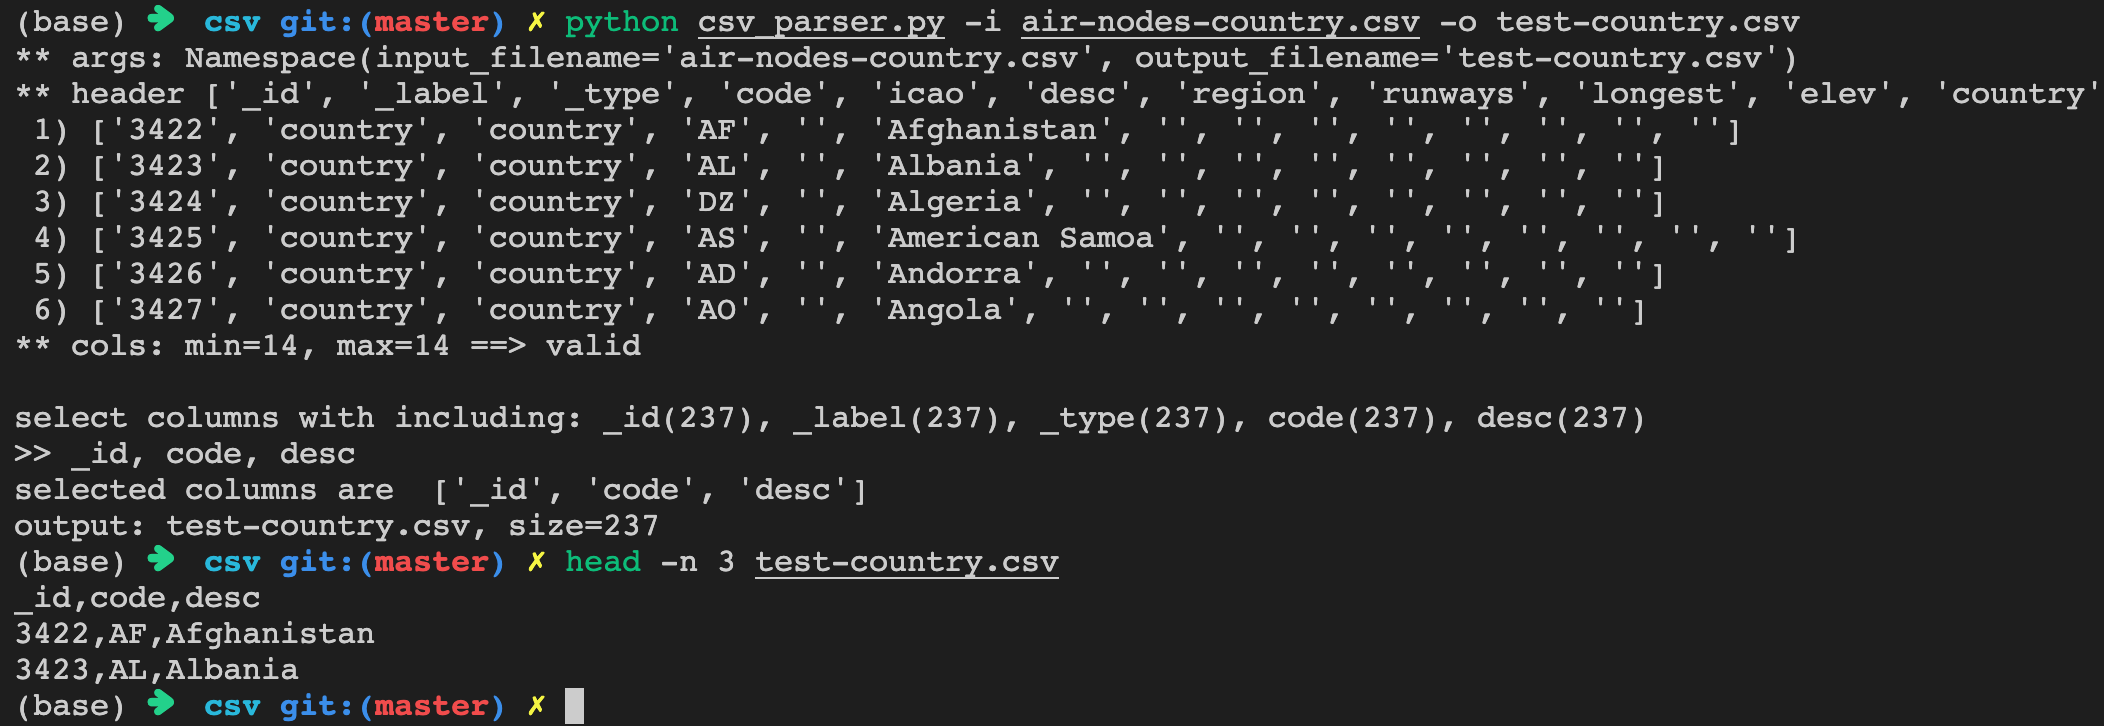 (base) ➜ csv git:(master) ✗ python csv_parser.py -i air-nodes-country.csv -o test-country.csv
** args: Namespace(input_filename='air-nodes-country.csv', output_filename='test-country.csv')
** header ['_id', '_label', '_type', 'code', 'icao', 'desc', 'region', 'runways', 'longest', 'elev', 'country'
1) ['3422', 'country', 'country', 'AF', '', 'Afghanistan', '', '', '', '', '', '', '', '']
2) ['3423', 'country', 'country', 'AL', '', 'Albania', '', '', '', '', '', '', '', '']
3) ['3424', 'country', 'country', 'DZ', '', 'Algeria', '', '', '', '', '', '', '', '']
4) ['3425', 'country', 'country', 'AS', '', 'American Samoa', '', '', '', '', '', '', '', '']
5) ['3426', 'country', 'country', 'AD', '', 'Andorra', '', '', '', '', '', '', '', '']
6) ['3427', 'country', 'country', 'AO', '', 'Angola', '', '', '', '', '', '', '', '']
** cols: min=14, max=14 ==> valid
select columns with including: _id(237), _label(237), _type(237), code(237), desc(237)
>> _id, code, desc
selected columns are  ['_id', 'code', 'desc']
output: test-country.csv, size=237
(base) ➜ csv git:(master) ✗ head -n 3 test-country.csv
_id,code,desc
3422,AF,Afghanistan
3423,AL,Albania
(base) ➜ csv git:(master) ✗